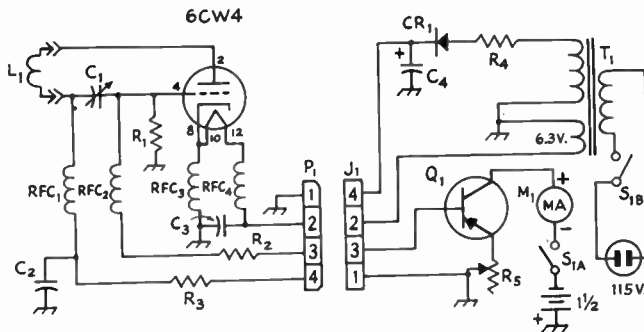 6CW4
L1
C1
2
4
8
10
12
R1
RFC1
RFC2
RFC3
RFC4
C3
C2
R2
R3
P1
1
2
3
4
J1
4
2
3
1
CR1
+
C4
R4
T1
6.3V.
Q1
M1
+
MA
–
S1A
S1B
R5
1½
+
115V